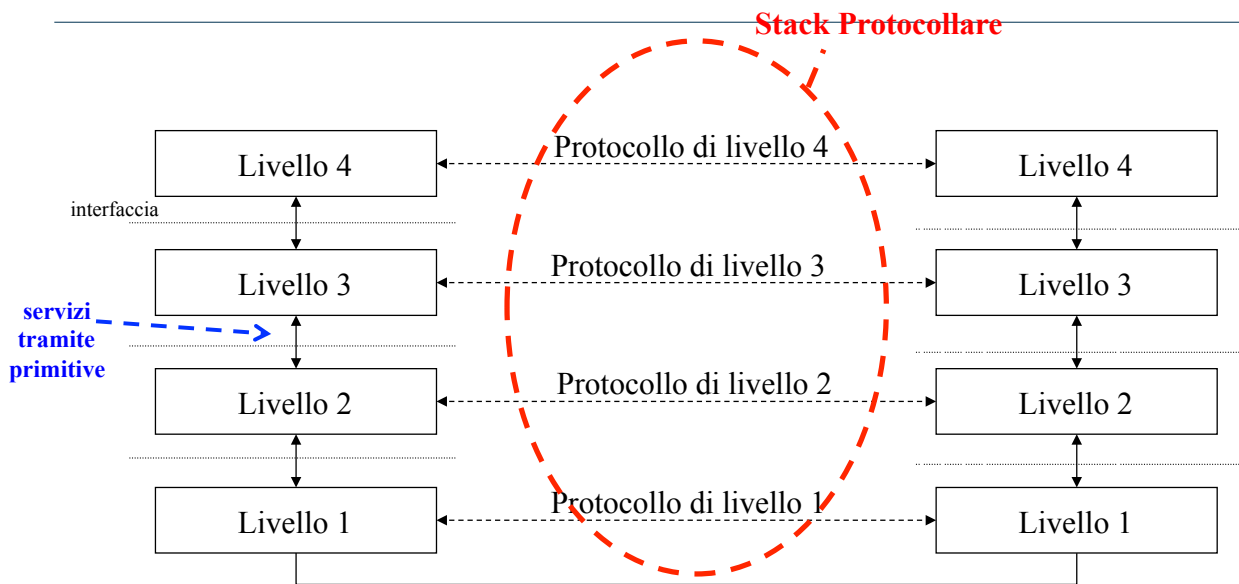 Stack Protocollare
Livello 4
Protocollo di livello 4
Livello 4
interfaccia
Livello 3
Protocollo di livello 3
Livello 3
servizi
tramite
primitive
Livello 2
Protocollo di livello 2
Livello 2
Livello 1
Protocollo di livello 1
Livello 1